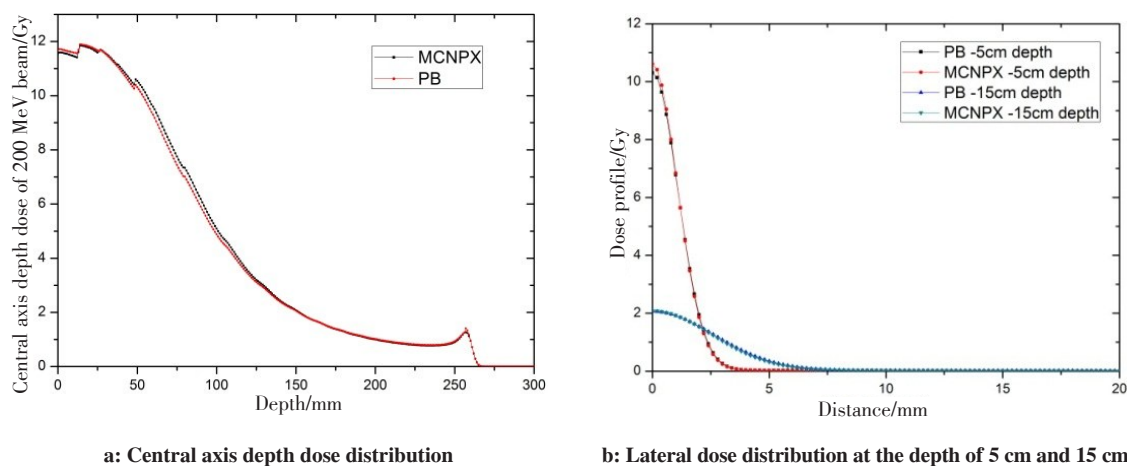 Central axis depth dose of 200 MeV beam/Gy
12
10
8
6
4
2
0
0 50 100 150 200 250 300
Depth/mm
MCNPX
PB
a: Central axis depth dose distribution
Dose profile/Gy
12
10
8
6
4
2
0
0 5 10 15 20
Distance/mm
PB -5cm depth
MCNPX -5cm depth
PB -15cm depth
MCNPX -15cm depth
b: Lateral dose distribution at the depth of 5 cm and 15 cm